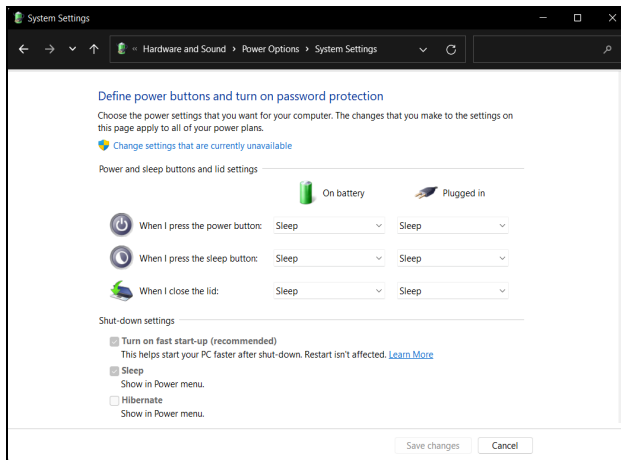 System Settings
« Hardware and Sound › Power Options › System Settings
Define power buttons and turn on password protection
Choose the power settings that you want for your computer. The changes that you make to the settings on
this page apply to all of your power plans.
Change settings that are currently unavailable
Power and sleep buttons and lid settings
On battery Plugged in
When I press the power button: Sleep Sleep
When I press the sleep button: Sleep Sleep
When I close the lid: Sleep Sleep
Shut-down settings
Turn on fast start-up (recommended)
This helps start your PC faster after shut-down. Restart isn't affected. Learn More
Sleep
Show in Power menu.
Hibernate
Show in Power menu.
Save changes Cancel